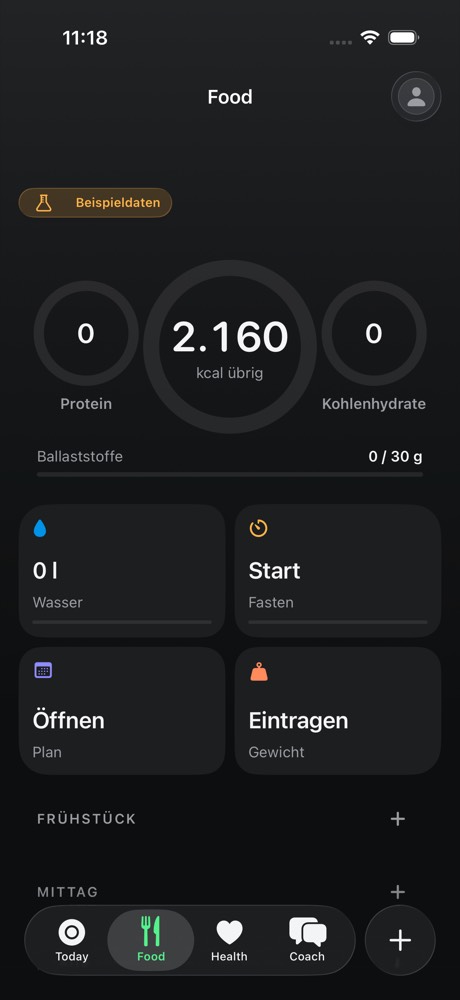 11:18
Food
Beispieldaten
0
2.160
kcal übrig
0
Protein
Kohlenhydrate
Ballaststoffe
0 / 30 g
0 l
Wasser
Start
Fasten
Öffnen
Plan
Eintragen
Gewicht
FRÜHSTÜCK
MITTAG
Today
Food
Health
Coach